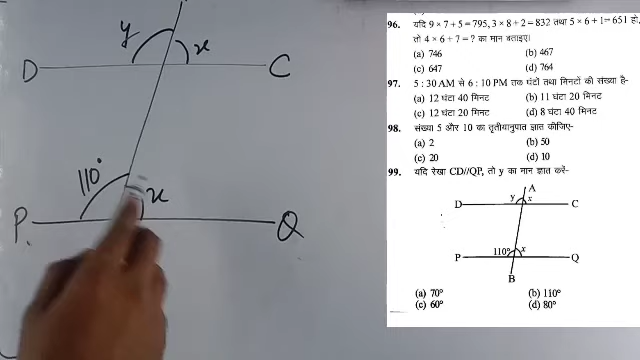 y x
D C
110° x
P. Q
96. यदि 9 × 7 + 5 = 795, 3 × 8 + 2 = 832 तथा 5 × 6 + 1 = 651 हो,
तो 4 × 6 + 7 = ? का मान बताइए।
(a) 746 (b) 467
(c) 647 (d) 764
97. 5 : 30 AM से 6 : 10 PM तक घंटों तथा मिनटों की संख्या है-
(a) 12 घंटा 40 मिनट (b) 11 घंटा 20 मिनट
(c) 12 घंटा 20 मिनट (d) 8 घंटा 40 मिनट
98. संख्या 5 और 10 का तृतीयानुपात ज्ञात कीजिए-
(a) 2 (b) 50
(c) 20 (d) 10
99. यदि रेखा CD//QP, तो y का मान ज्ञात करें-
A
y x
D C
110° x
P Q
B
(a) 70° (b) 110°
(c) 60° (d) 80°